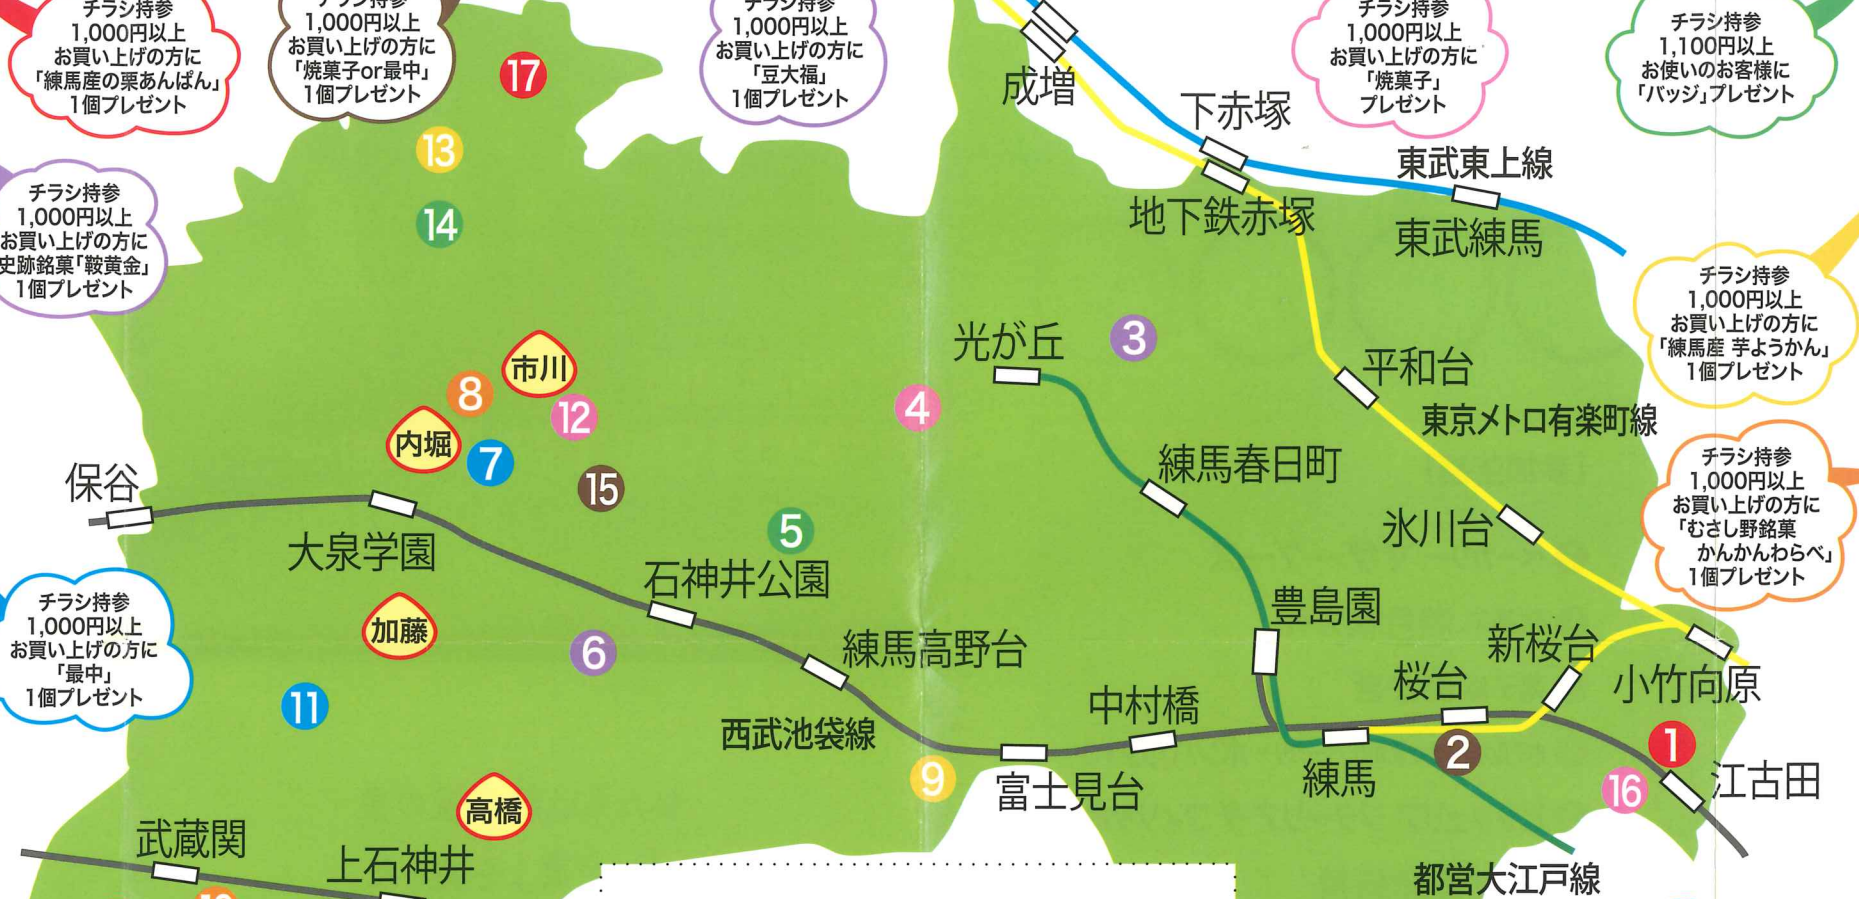 チラシ持参
1,000円以上
お買い上げの方に
「練馬産の栗あんぱん」
1個プレゼント
チラシ持参
1,000円以上
お買い上げの方に
「焼菓子or最中」
1個プレゼント
チラシ持参
1,000円以上
お買い上げの方に
「豆大福」
1個プレゼント
チラシ持参
1,000円以上
お買い上げの方に
「焼菓子」
プレゼント
チラシ持参
1,100円以上
お使いのお客様に
「バッジ」プレゼント
17
13
14
成増
下赤塚
東武東上線
地下鉄赤塚
東武練馬
チラシ持参
1,000円以上
お買い上げの方に
史跡銘菓「鞍黄金」
1個プレゼント
チラシ持参
1,000円以上
お買い上げの方に
「練馬産 芋ようかん」
1個プレゼント
市川
8
12
内堀
7
15
4
光が丘
3
平和台
東京メトロ有楽町線
練馬春日町
氷川台
チラシ持参
1,000円以上
お買い上げの方に
「むさし野銘菓
かんかんわらべ」
1個プレゼント
保谷
大泉学園
5
石神井公園
豊島園
新桜台
小竹向原
チラシ持参
1,000円以上
お買い上げの方に
「最中」
1個プレゼント
加藤
6
11
練馬高野台
西武池袋線
中村橋
桜台
2
1
16
江古田
9
富士見台
練馬
高橋
武蔵関
上石神井
都営大江戸線